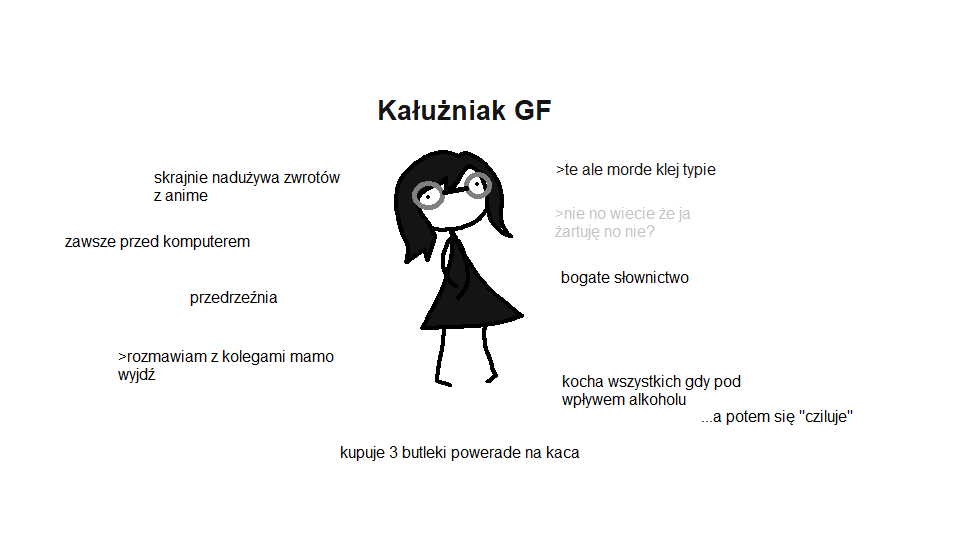 Kałużniak GF
skrajnie nadużywa zwrotów
z anime
zawsze przed komputerem
przedrzeźnia
>rozmawiam z kolegami mamo
wyjdź
>te ale morde klej typie
>nie no wiecie że ja
żartuję no nie?
bogate słownictwo
kocha wszystkich gdy pod
wpływem alkoholu
...a potem się "cziluje"
kupuje 3 butleki powerade na kaca